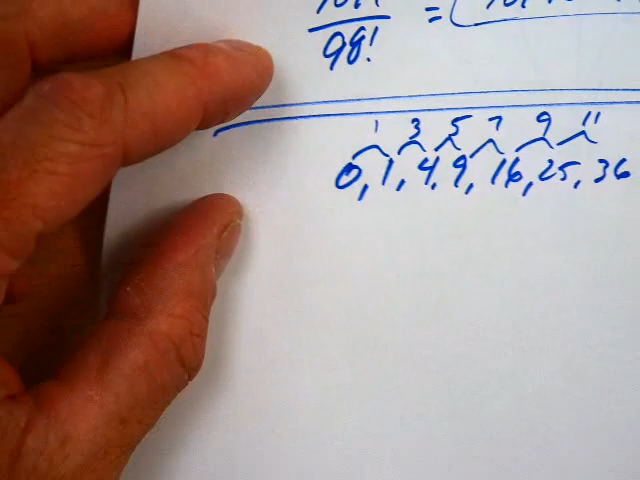 98! =
1 3 5 7 9 11
0, 1, 4, 9, 16, 25, 36